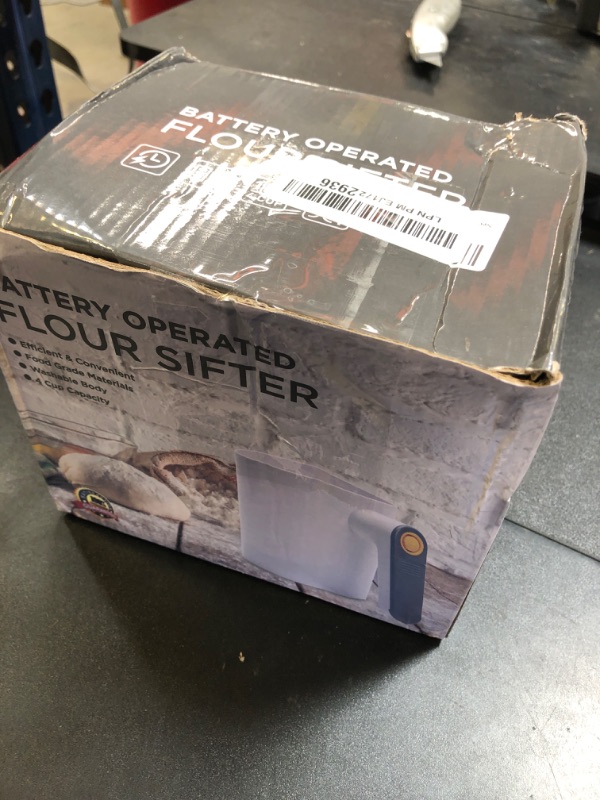 BATTERY OPERATED
FLOUR SIFTER
LPN PM
BATTERY OPERATED
FLOUR SIFTER
Efficient & Convenient
Food Grade Materials
Washable Body
4 Cup Capacity